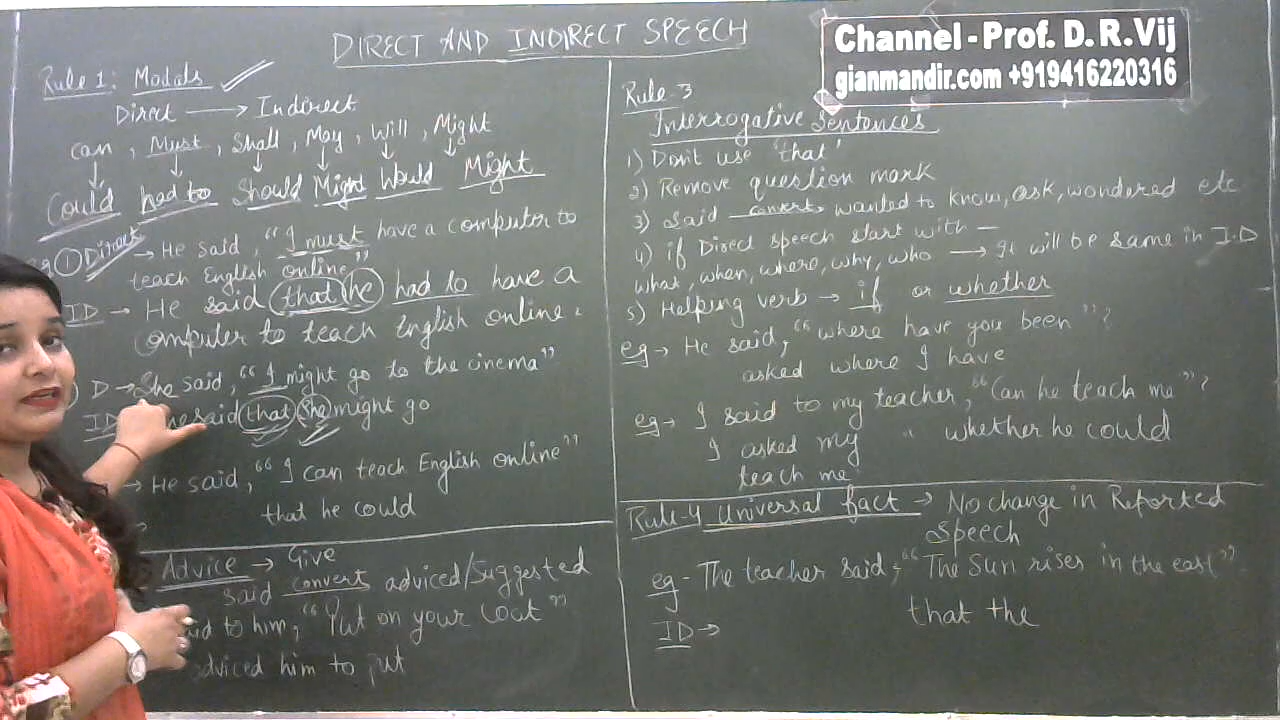 DIRECT AND INDIRECT SPEECH
Channel - Prof. D. R. Vij
gianmandir.com +919416220316
Rule 1: Modals
Direct → Indirect
can, Must, Shall, May, Will, Might
Could had to Should Might Would Might
eg ① Direct → He said, "I must have a computer to
teach English online"
ID → He said that he had to have a
computer to teach English online.
D → She said, "I might go to the cinema"
ID said that she might go
→ He said, "I can teach English online"
that he could
Advice → Give
said convert adviced/Suggested
to him, "Put on your Coat"
adviced him to put
Rule 3
Interrogative Sentences
1) Don't use 'that'
2) Remove question mark
3) Said convert wanted to know, ask, wondered etc
4) if Direct speech start with —
what, when, where, why, who → It will be same in I.D
5) Helping verb → if or whether
eg → He said, "where have you been"?
asked where I have
eg → I said to my teacher, "Can he teach me"?
I asked my " whether he could
teach me.
Rule-4 Universal fact → No change in Reported
Speech
eg - The teacher said, "The Sun rises in the east"
ID → that the